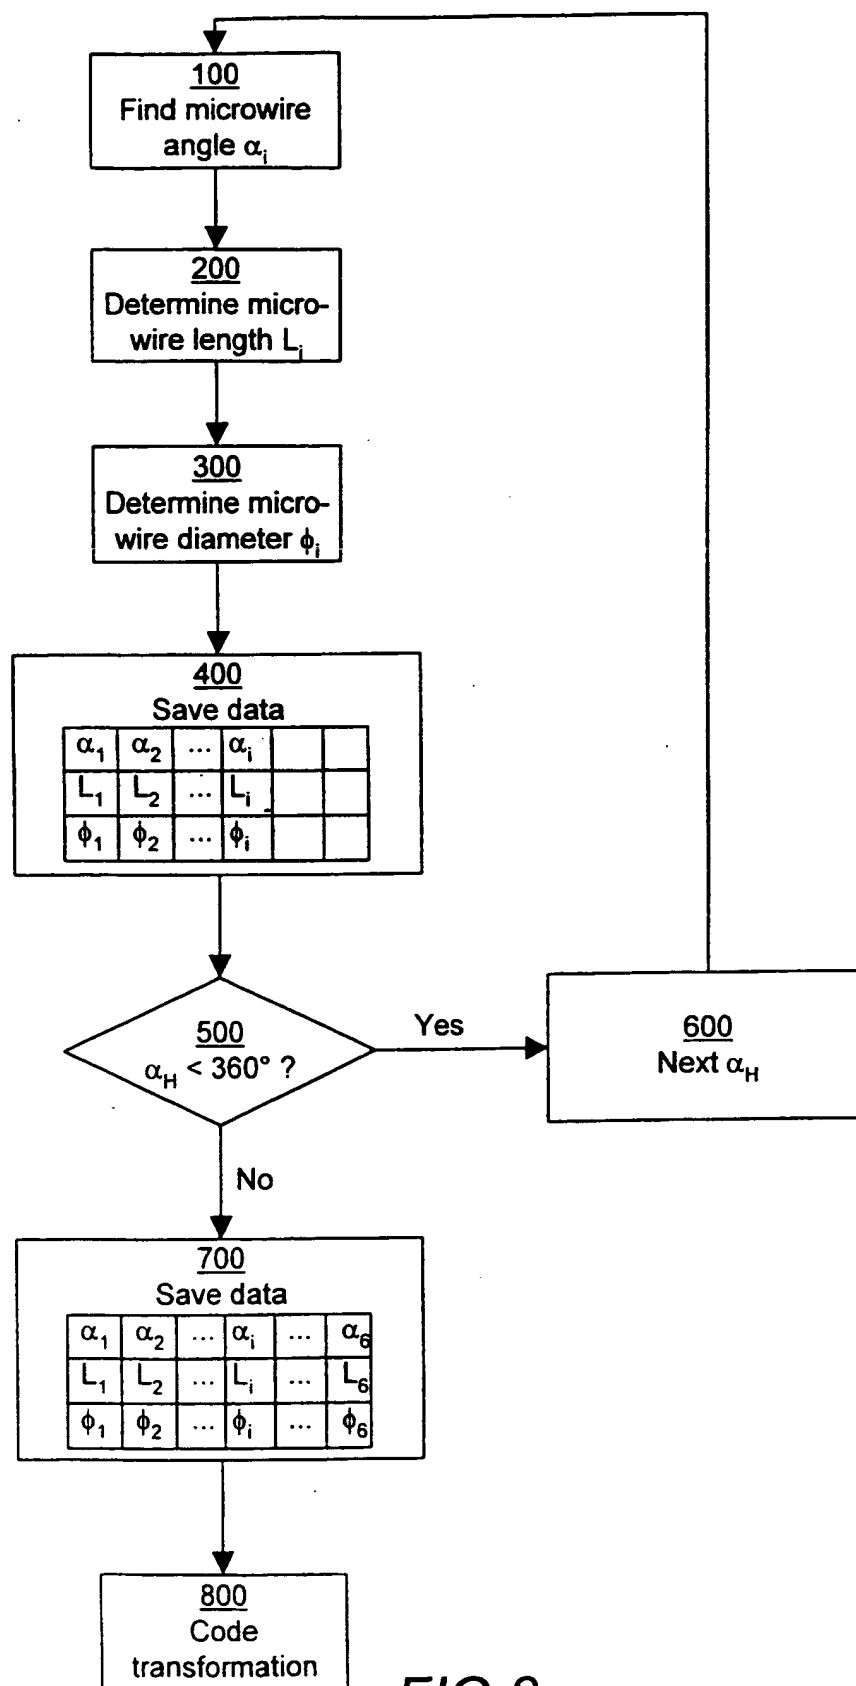 100
Find microwire
angle αi
200
Determine micro-
wire length Li
300
Determine micro-
wire diameter ϕi
400
Save data
α1 α2 ... αi
L1 L2 ... Li
ϕ1 ϕ2 ... ϕi
500
αH < 360° ?
Yes
600
Next αH
No
700
Save data
α1 α2 ... αi ... α6
L1 L2 ... Li ... L6
ϕ1 ϕ2 ... ϕi ... ϕ6
800
Code
transformation